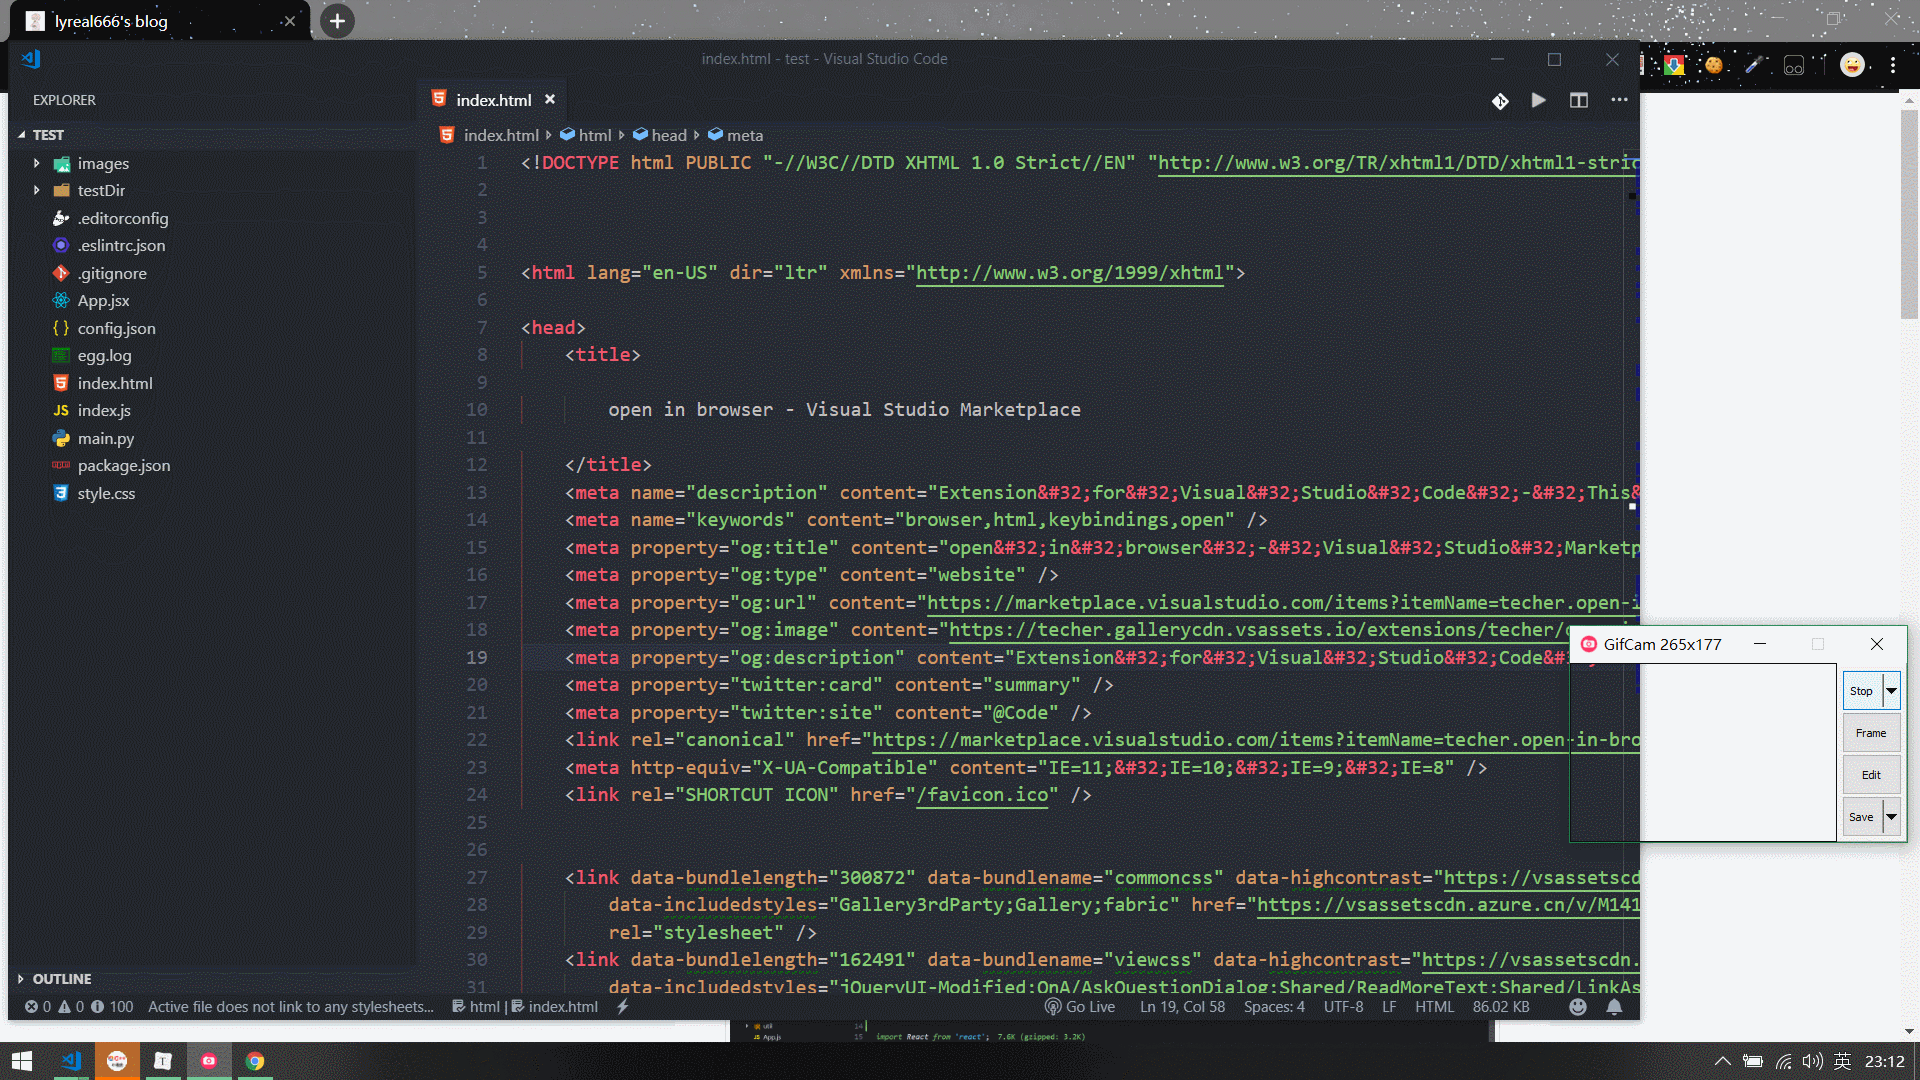 lyreal666's blog
index.html - test - Visual Studio Code
EXPLORER
TEST
images
testDir
.editorconfig
.eslintrc.json
.gitignore
App.jsx
config.json
egg.log
index.html
index.js
main.py
package.json
style.css
OUTLINE
index.html
index.html html head meta
1 <!DOCTYPE html PUBLIC "-//W3C//DTD XHTML 1.0 Strict//EN" "http://www.w3.org/TR/xhtml1/DTD/xhtml1-stric
2
3
4
5 <html lang="en-US" dir="ltr" xmlns="http://www.w3.org/1999/xhtml">
6
7 <head>
8 <title>
9
10 open in browser - Visual Studio Marketplace
11
12 </title>
13 <meta name="description" content="Extension&#32;for&#32;Visual&#32;Studio&#32;Code&#32;-&#32;This&
14 <meta name="keywords" content="browser,html,keybindings,open" />
15 <meta property="og:title" content="open&#32;in&#32;browser&#32;-&#32;Visual&#32;Studio&#32;Marketp
16 <meta property="og:type" content="website" />
17 <meta property="og:url" content="https://marketplace.visualstudio.com/items?itemName=techer.open-i
18 <meta property="og:image" content="https://techer.gallerycdn.vsassets.io/extensions/techer/
19 <meta property="og:description" content="Extension&#32;for&#32;Visual&#32;Studio&#32;Code&#
20 <meta property="twitter:card" content="summary" />
21 <meta property="twitter:site" content="@Code" />
22 <link rel="canonical" href="https://marketplace.visualstudio.com/items?itemName=techer.open-in-bro
23 <meta http-equiv="X-UA-Compatible" content="IE=11;&#32;IE=10;&#32;IE=9;&#32;IE=8" />
24 <link rel="SHORTCUT ICON" href="/favicon.ico" />
25
26
27 <link data-bundlelength="300872" data-bundlename="commoncss" data-highcontrast="https://vsassetscd
28 data-includedstyles="Gallery3rdParty;Gallery;fabric" href="https://vsassetscdn.azure.cn/v/M141
29 rel="stylesheet" />
30 <link data-bundlelength="162491" data-bundlename="viewcss" data-highcontrast="https://vsassetscdn.
31 data-includedstyles="jQueryUI-Modified;QnA/AskQuestionDialog;Shared/ReadMoreText;Shared/LinkAs
0 0 100 Active file does not link to any stylesheets... html | index.html Go Live Ln 19, Col 58 Spaces: 4 UTF-8 LF HTML 86.02 KB
GifCam 265x177
Stop
Frame
Edit
Save
util
App.js
14
15 import React from 'react'; 7.6K (gzipped: 3.2K)
英 23:12